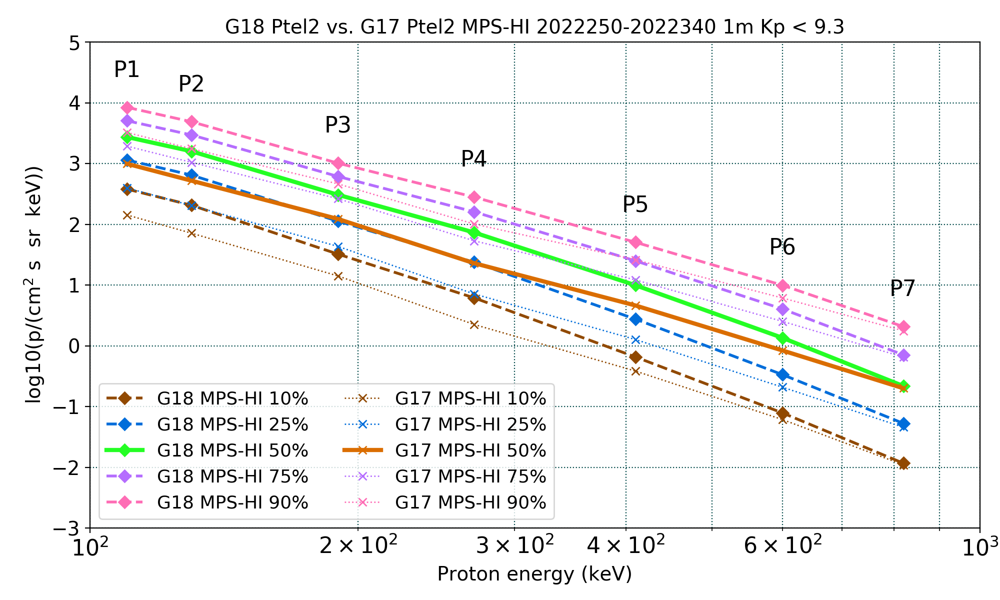 G18 Ptel2 vs. G17 Ptel2 MPS-HI 2022250-2022340 1m Kp < 9.3
5
4
3
2
1
0
−1
−2
−3
log10(p/(cm² s sr keV))
P1
P2
P3
P4
P5
P6
P7
G18 MPS-HI 10%
G18 MPS-HI 25%
G18 MPS-HI 50%
G18 MPS-HI 75%
G18 MPS-HI 90%
G17 MPS-HI 10%
G17 MPS-HI 25%
G17 MPS-HI 50%
G17 MPS-HI 75%
G17 MPS-HI 90%
10² 2 × 10² 3 × 10² 4 × 10² 6 × 10² 10³
Proton energy (keV)